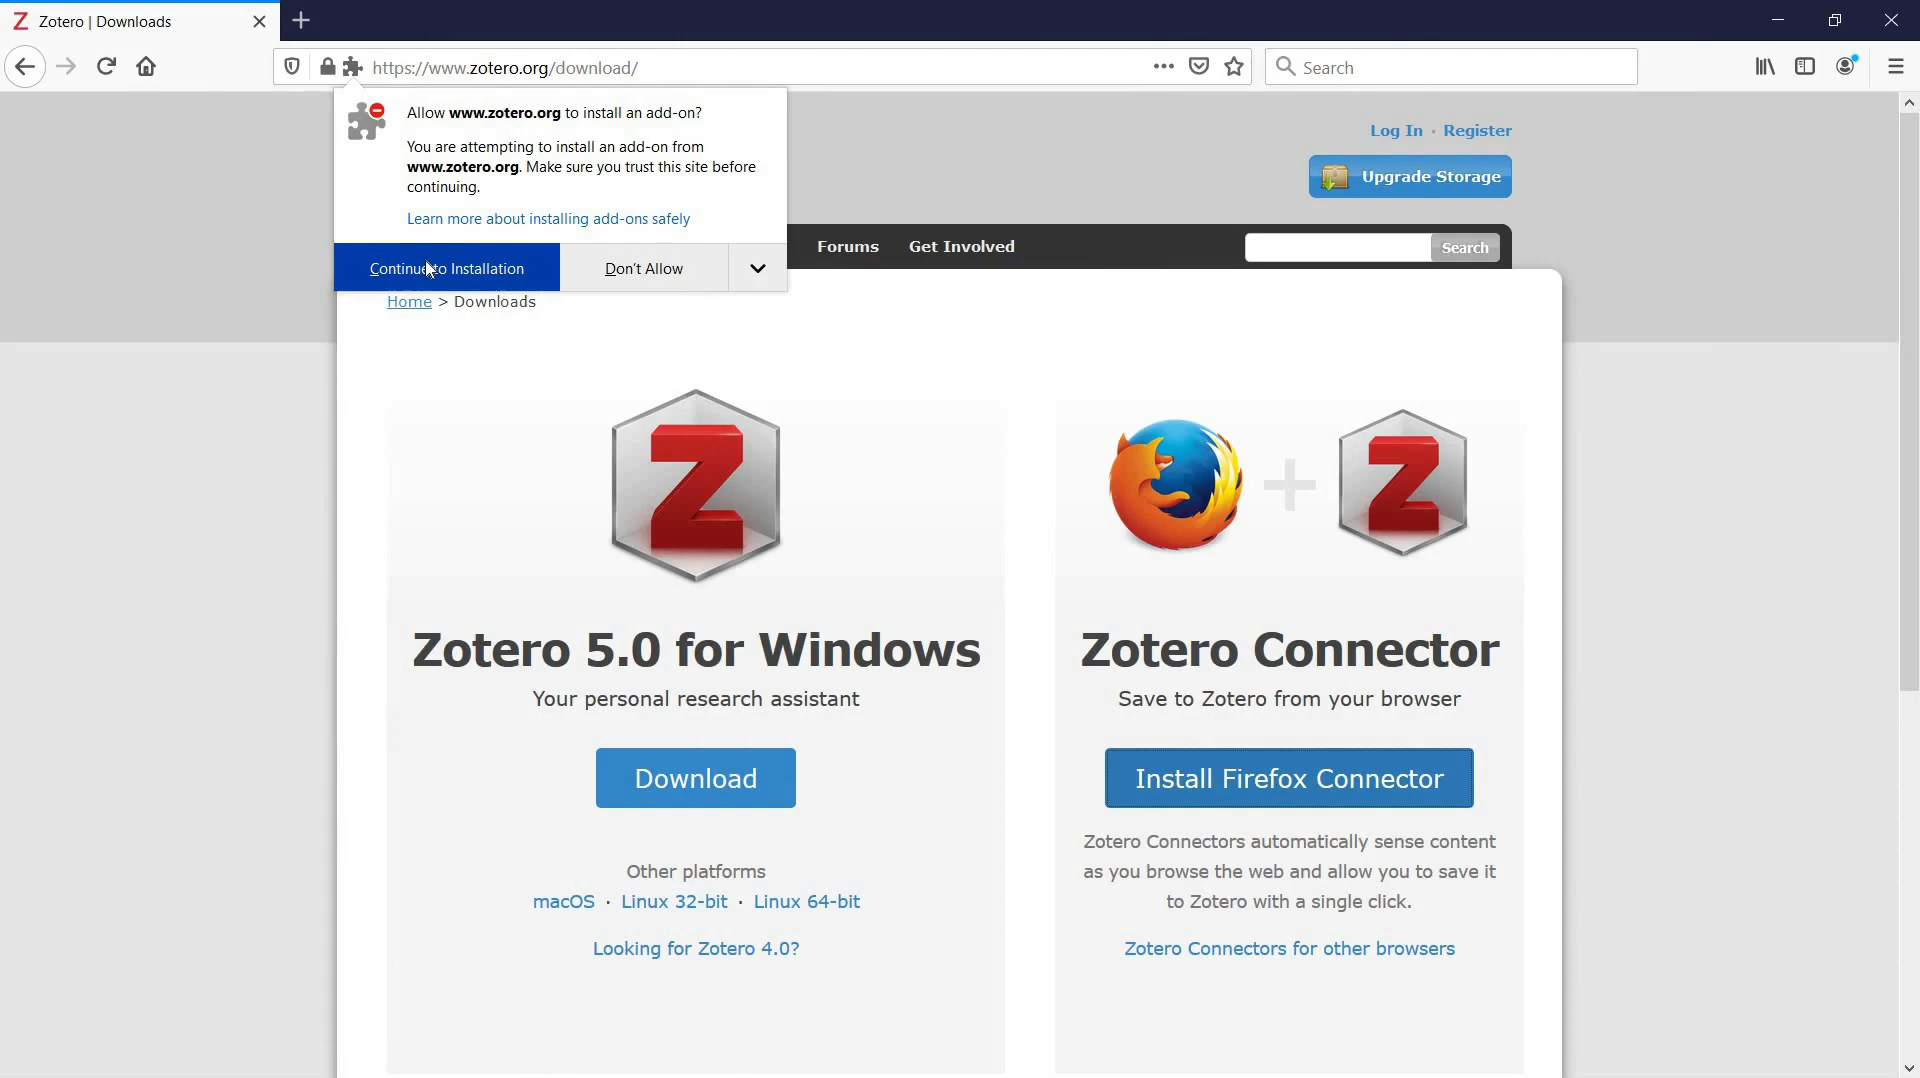 Zotero | Downloads
https://www.zotero.org/download/
Search
Allow www.zotero.org to install an add-on?
You are attempting to install an add-on from
www.zotero.org. Make sure you trust this site before
continuing.
Learn more about installing add-ons safely
Continue to Installation
Don't Allow
Log In · Register
Upgrade Storage
Forums
Get Involved
Search
Home > Downloads
Zotero 5.0 for Windows
Your personal research assistant
Download
Other platforms
macOS · Linux 32-bit · Linux 64-bit
Looking for Zotero 4.0?
Zotero Connector
Save to Zotero from your browser
Install Firefox Connector
Zotero Connectors automatically sense content
as you browse the web and allow you to save it
to Zotero with a single click.
Zotero Connectors for other browsers